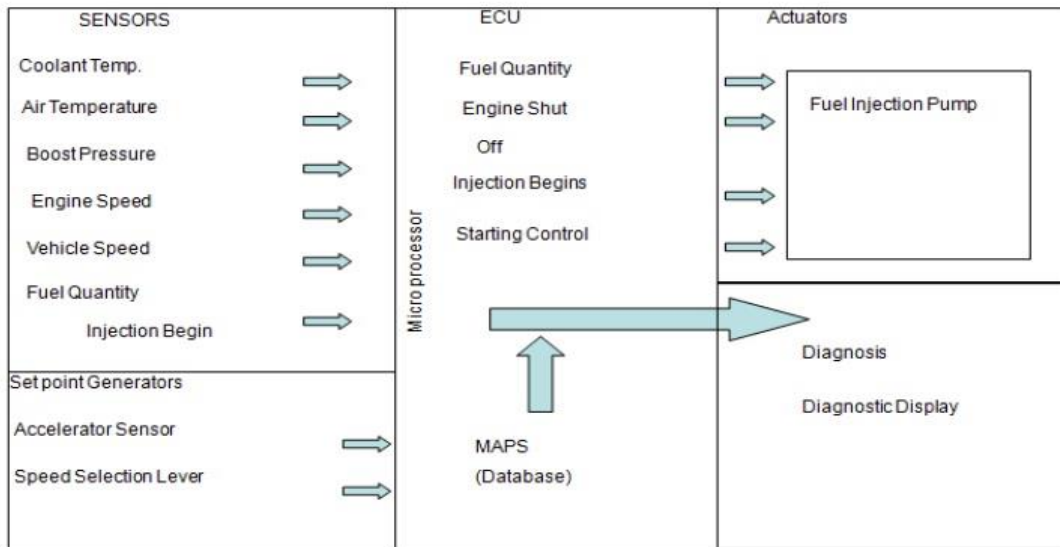 SENSORS
Coolant Temp.
Air Temperature
Boost Pressure
Engine Speed
Vehicle Speed
Fuel Quantity
Injection Begin
Set point Generators
Accelerator Sensor
Speed Selection Lever
ECU
Fuel Quantity
Engine Shut
Off
Injection Begins
Starting Control
Micro processor
MAPS
(Database)
Actuators
Fuel Injection Pump
Diagnosis
Diagnostic Display